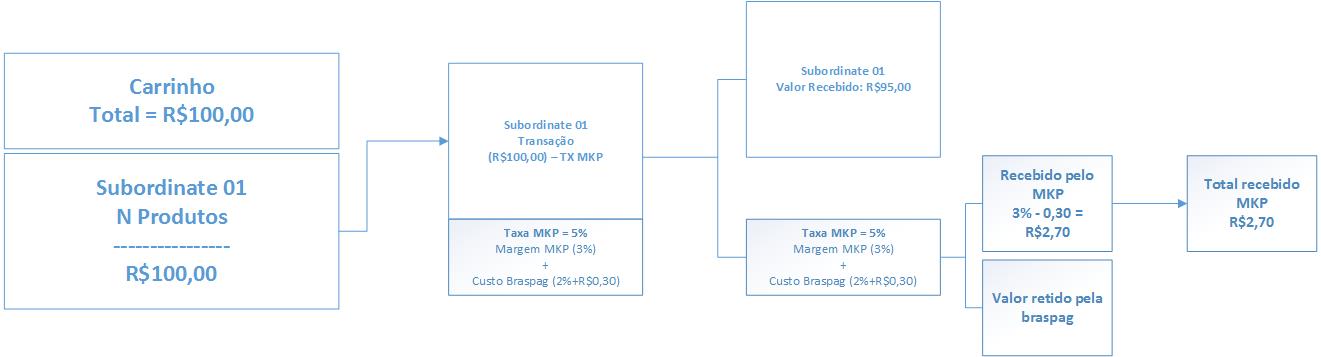 Carrinho
Total = R$100,00
Subordinate 01
N Produtos
----------------
R$100,00
Subordinate 01
Transação
(R$100,00) – TX MKP
Taxa MKP = 5%
Margem MKP (3%)
+
Custo Braspag (2%+R$0,30)
Subordinate 01
Valor Recebido: R$95,00
Taxa MKP = 5%
Margem MKP (3%)
+
Custo Braspag (2%+R$0,30)
Recebido pelo
MKP
3% - 0,30 =
R$2,70
Valor retido pela
braspag
Total recebido
MKP
R$2,70